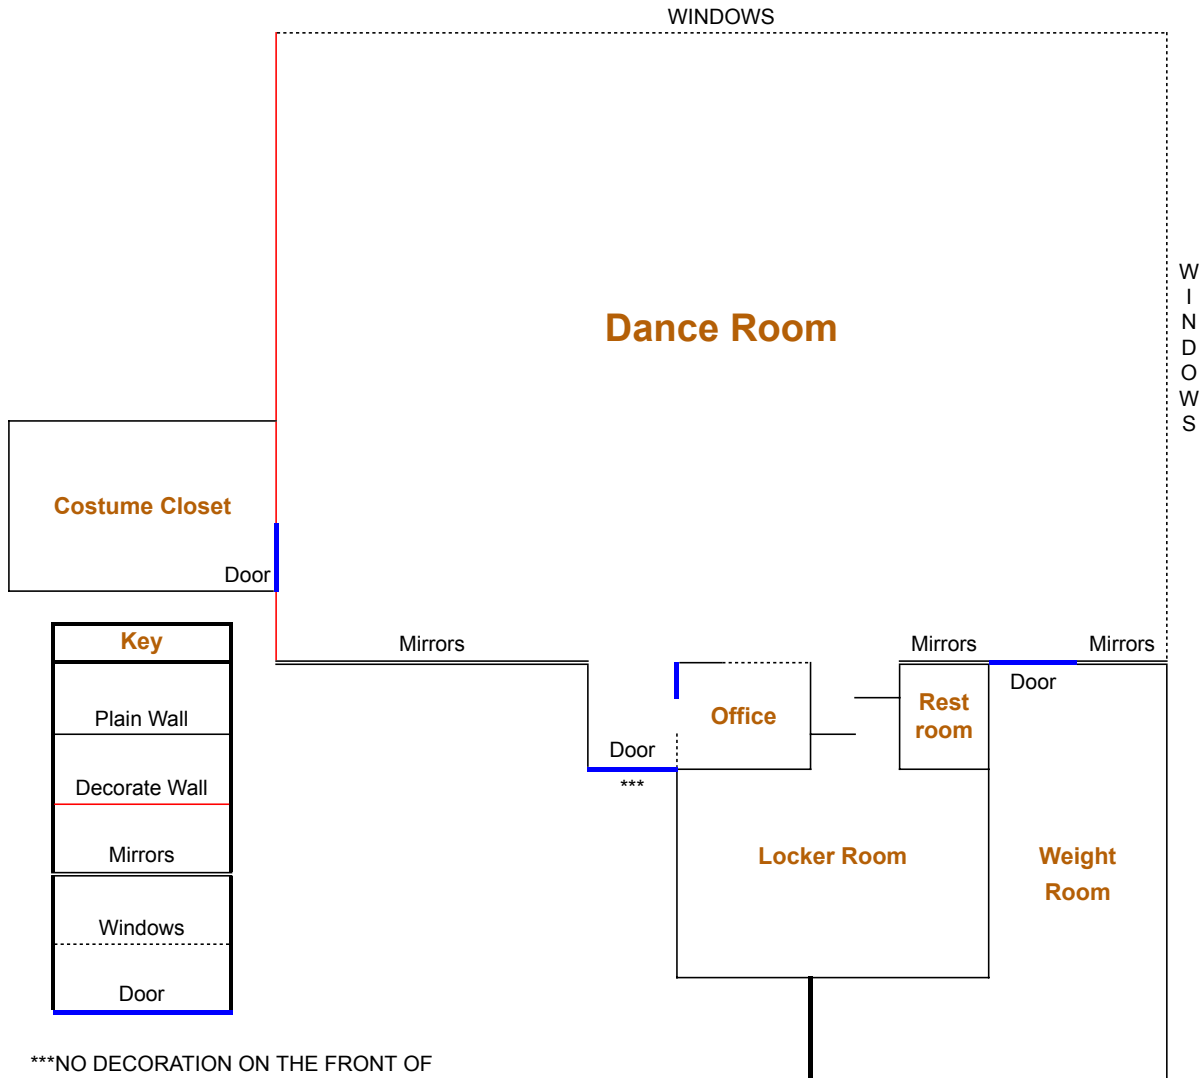 WINDOWS
Dance Room
W
I
N
D
O
W
S
Costume Closet
Door
Mirrors
Mirrors
Mirrors
Door
Key
Plain Wall
Decorate Wall
Mirrors
Windows
Door
Office
Rest
room
Door
***
Locker Room
Weight
Room
***NO DECORATION ON THE FRONT OF